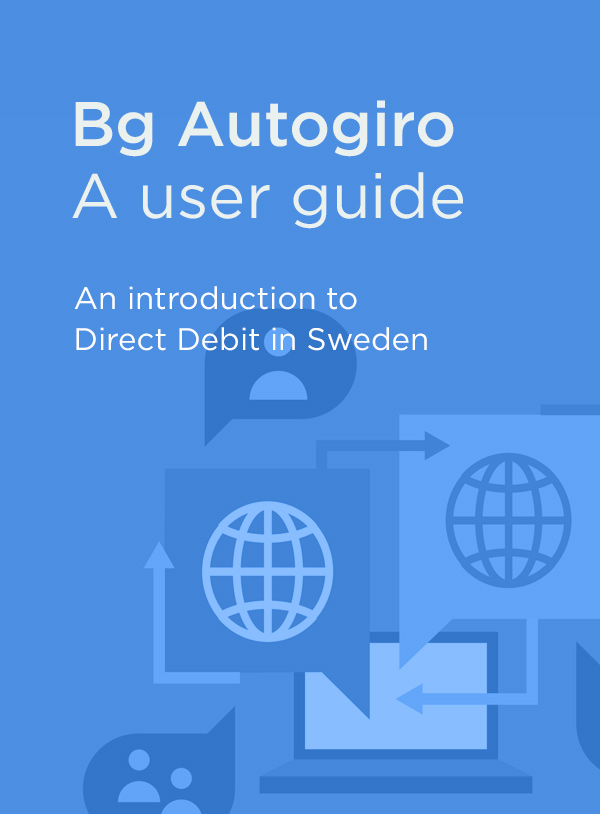 Bg Autogiro
A user guide
An introduction to
Direct Debit in Sweden